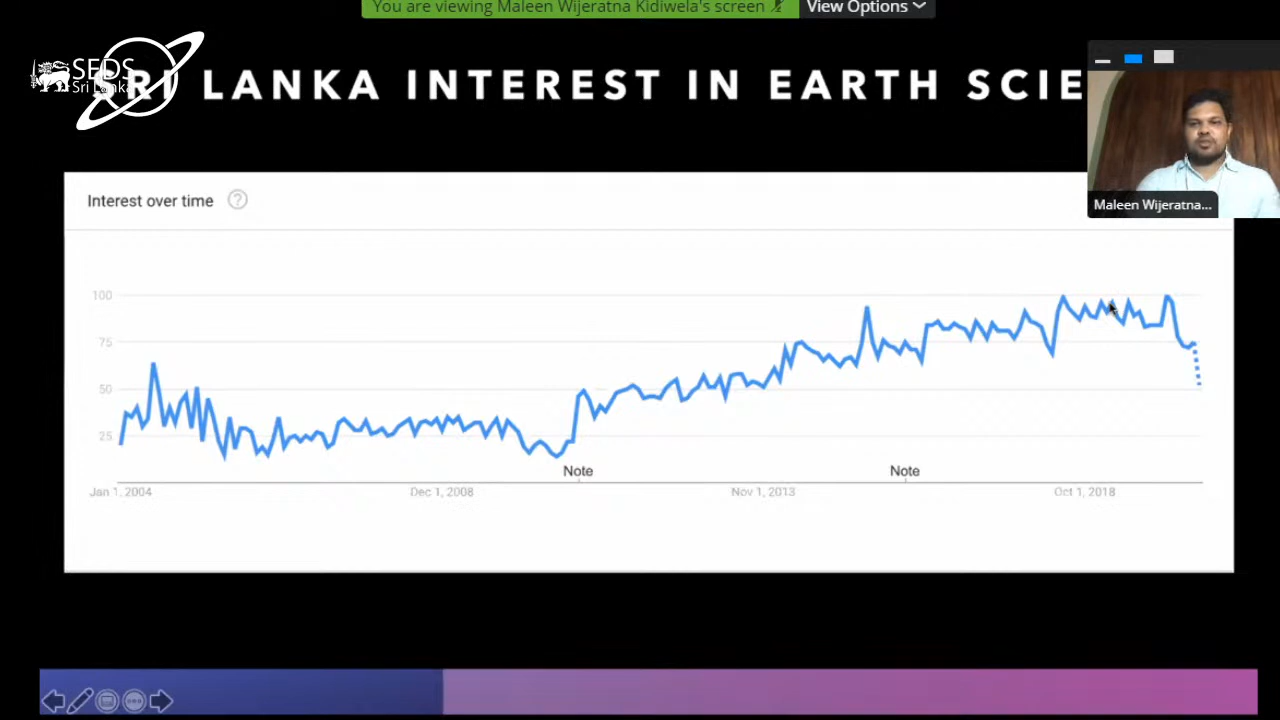 You are viewing Maleen Wijeratna Kidiwela's screen
View Options
SEDS
Sri Lanka
SRI LANKA INTEREST IN EARTH SCIE
Maleen Wijeratna...
Interest over time
?
100
75
50
25
Note
Note
Jan 1, 2004
Dec 1, 2008
Nov 1, 2013
Oct 1, 2018